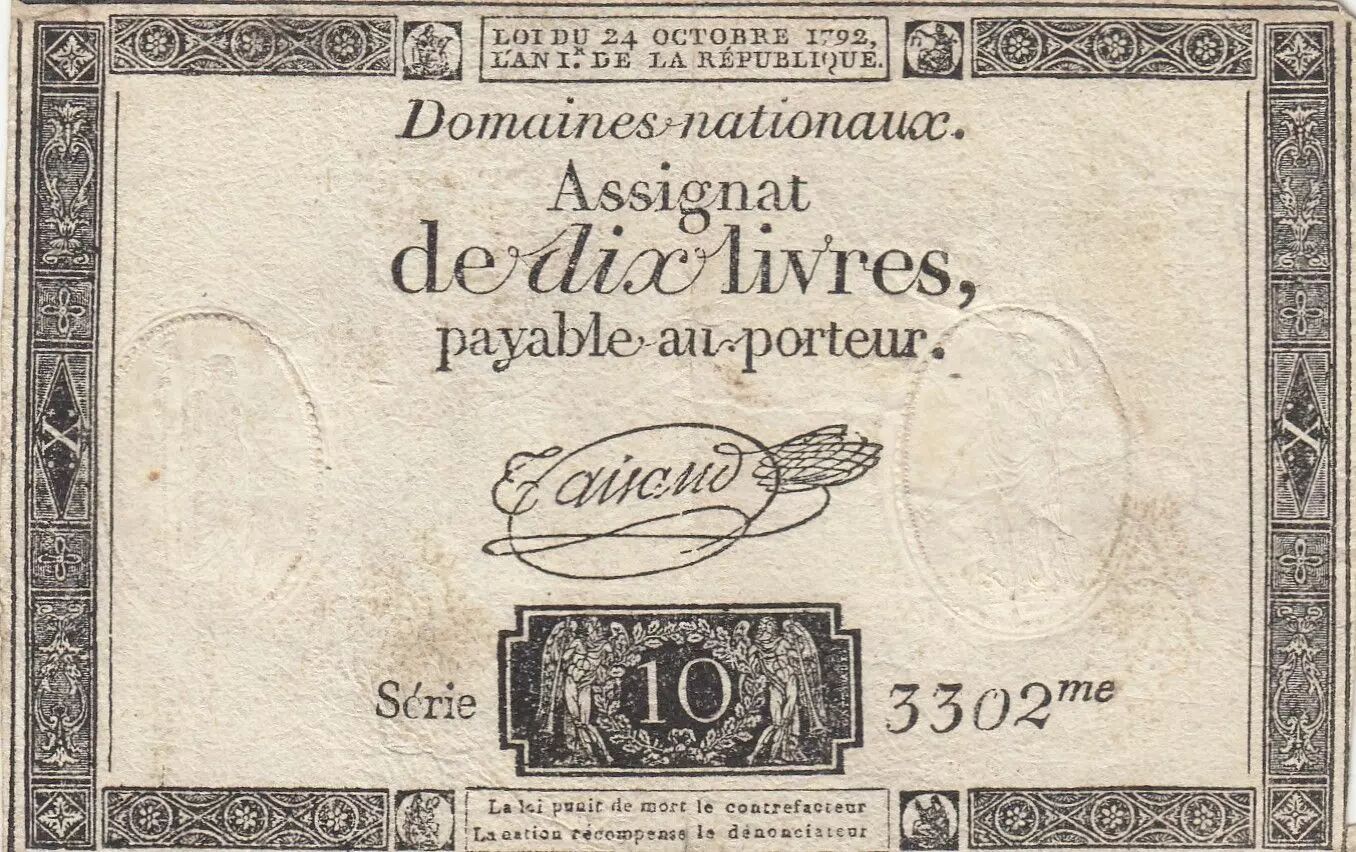 LOI DU 24 OCTOBRE 1792,
L'AN I.ᴿ DE LA RÉPUBLIQUE.
Domaines nationaux.
Assignat
de dix livres,
payable au porteur.
Taisaud
X
X
Série 10 3302me
La loi punit de mort le contrefacteur
La nation récompense le dénonciateur